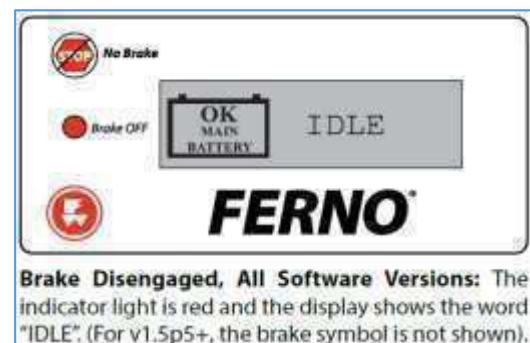 STOP
No Brake
Brake OFF
OK
MAIN
BATTERY
IDLE
FERNO®
Brake Disengaged, All Software Versions: The
indicator light is red and the display shows the word
"IDLE". (For v1.5p5+, the brake symbol is not shown).